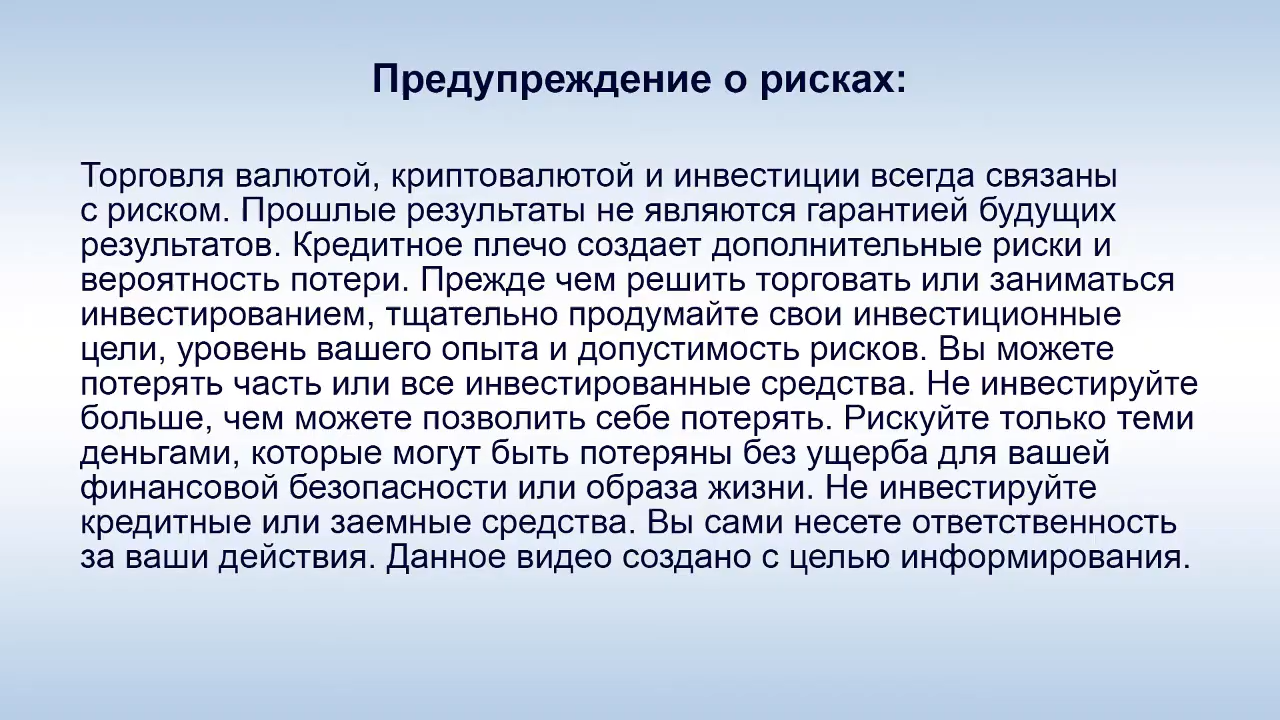 Предупреждение о рисках:
Торговля валютой, криптовалютой и инвестиции всегда связаны
с риском. Прошлые результаты не являются гарантией будущих
результатов. Кредитное плечо создает дополнительные риски и
вероятность потери. Прежде чем решить торговать или заниматься
инвестированием, тщательно продумайте свои инвестиционные
цели, уровень вашего опыта и допустимость рисков. Вы можете
потерять часть или все инвестированные средства. Не инвестируйте
больше, чем можете позволить себе потерять. Рискуйте только теми
деньгами, которые могут быть потеряны без ущерба для вашей
финансовой безопасности или образа жизни. Не инвестируйте
кредитные или заемные средства. Вы сами несете ответственность
за ваши действия. Данное видео создано с целью информирования.